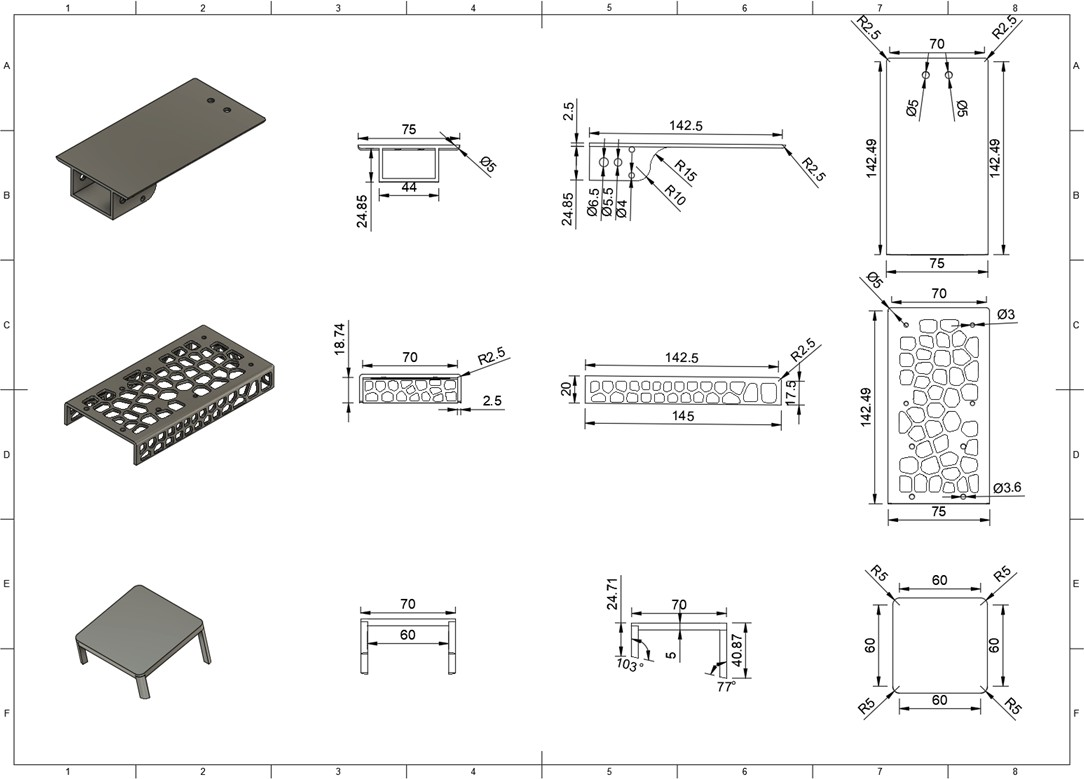 1 2 3 4 5 6 7 8
A A
R2.5 70 R2.5
Ø5 Ø5
142.49 142.49
75
B B
75
Ø5
44
24.85
2.5
142.5
R2.5
R15
R10
24.85
Ø6.5
Ø5.5
Ø4
C C
18.74
70
R2.5
2.5
142.5
R2.5
20
17.5
145
Ø5
70
Ø3
142.49
Ø3.6
75
D D
E E
70
60
24.71
70
5
40.87
103°
77°
R5 60 R5
60 60
R5 60 R5
F F
1 2 3 4 5 6 7 8